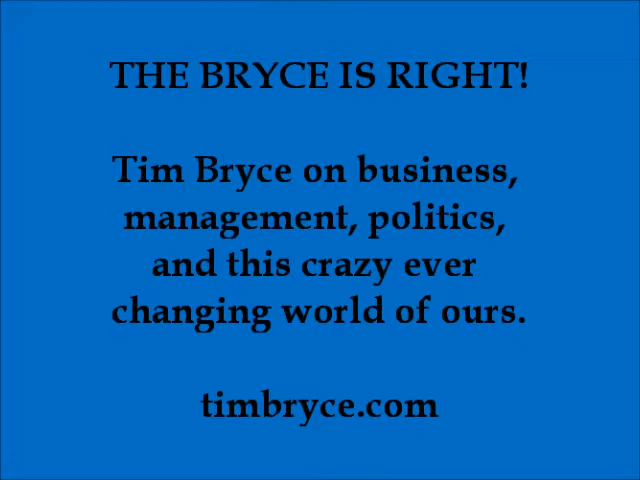 THE BRYCE IS RIGHT!
Tim Bryce on business,
management, politics,
and this crazy ever
changing world of ours.
timbryce.com